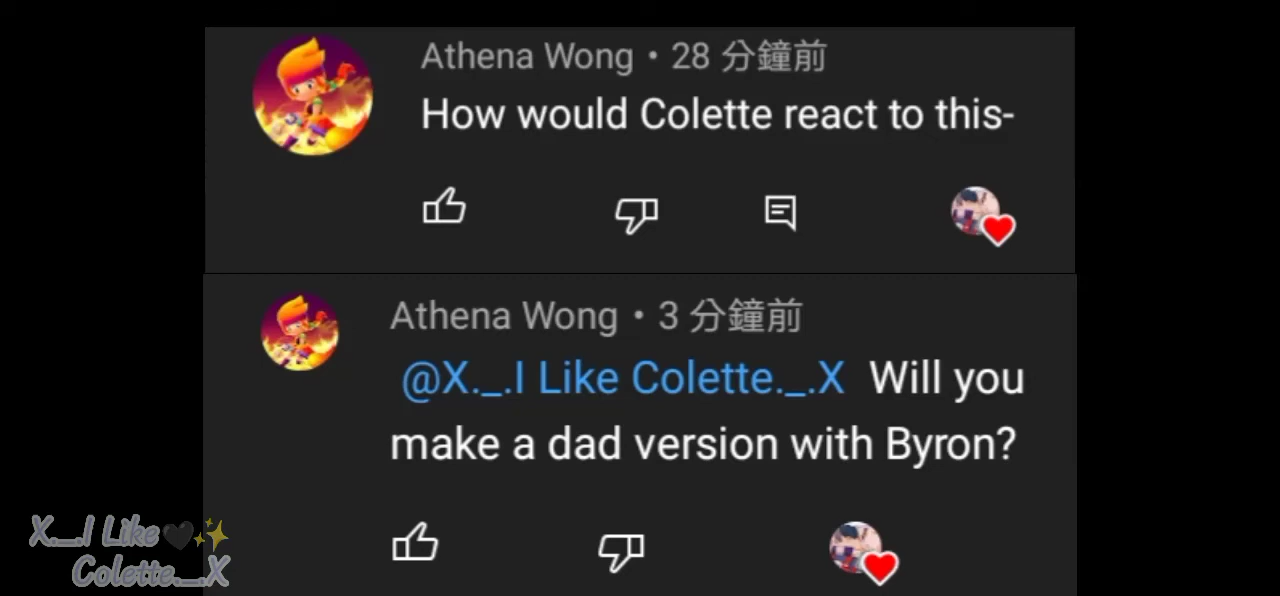 Athena Wong • 28 分鐘前
How would Colette react to this-
Athena Wong • 3 分鐘前
@X._.I Like Colette._.X Will you
make a dad version with Byron?
X._.I Like🖤✨
Colette._.X